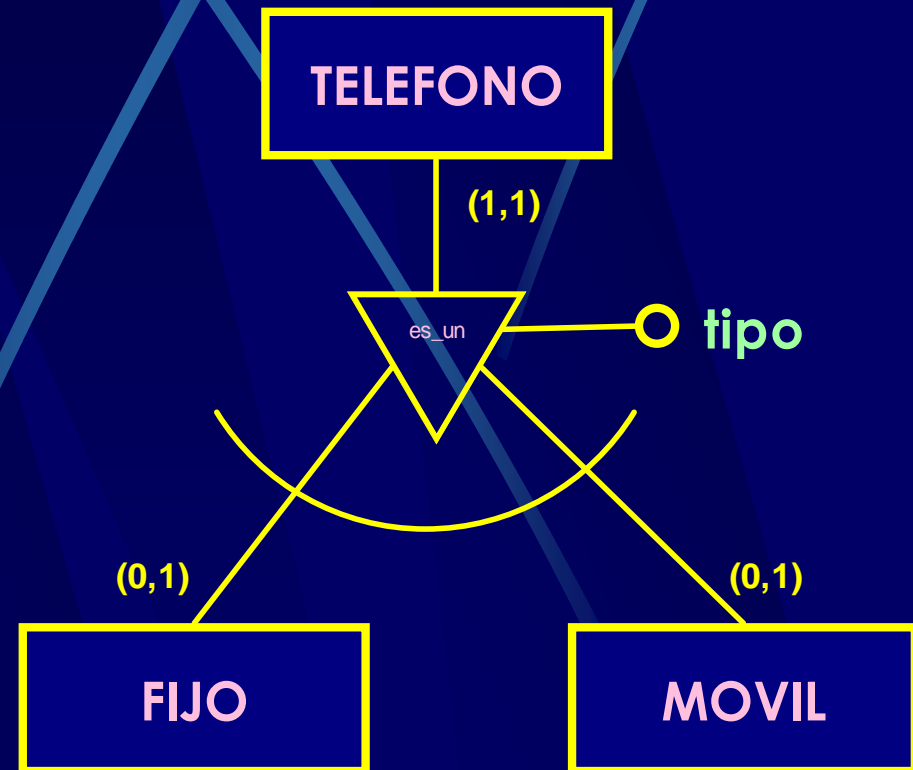 TELEFONO
(1,1)
es_un
tipo
(0,1)
(0,1)
FIJO
MOVIL